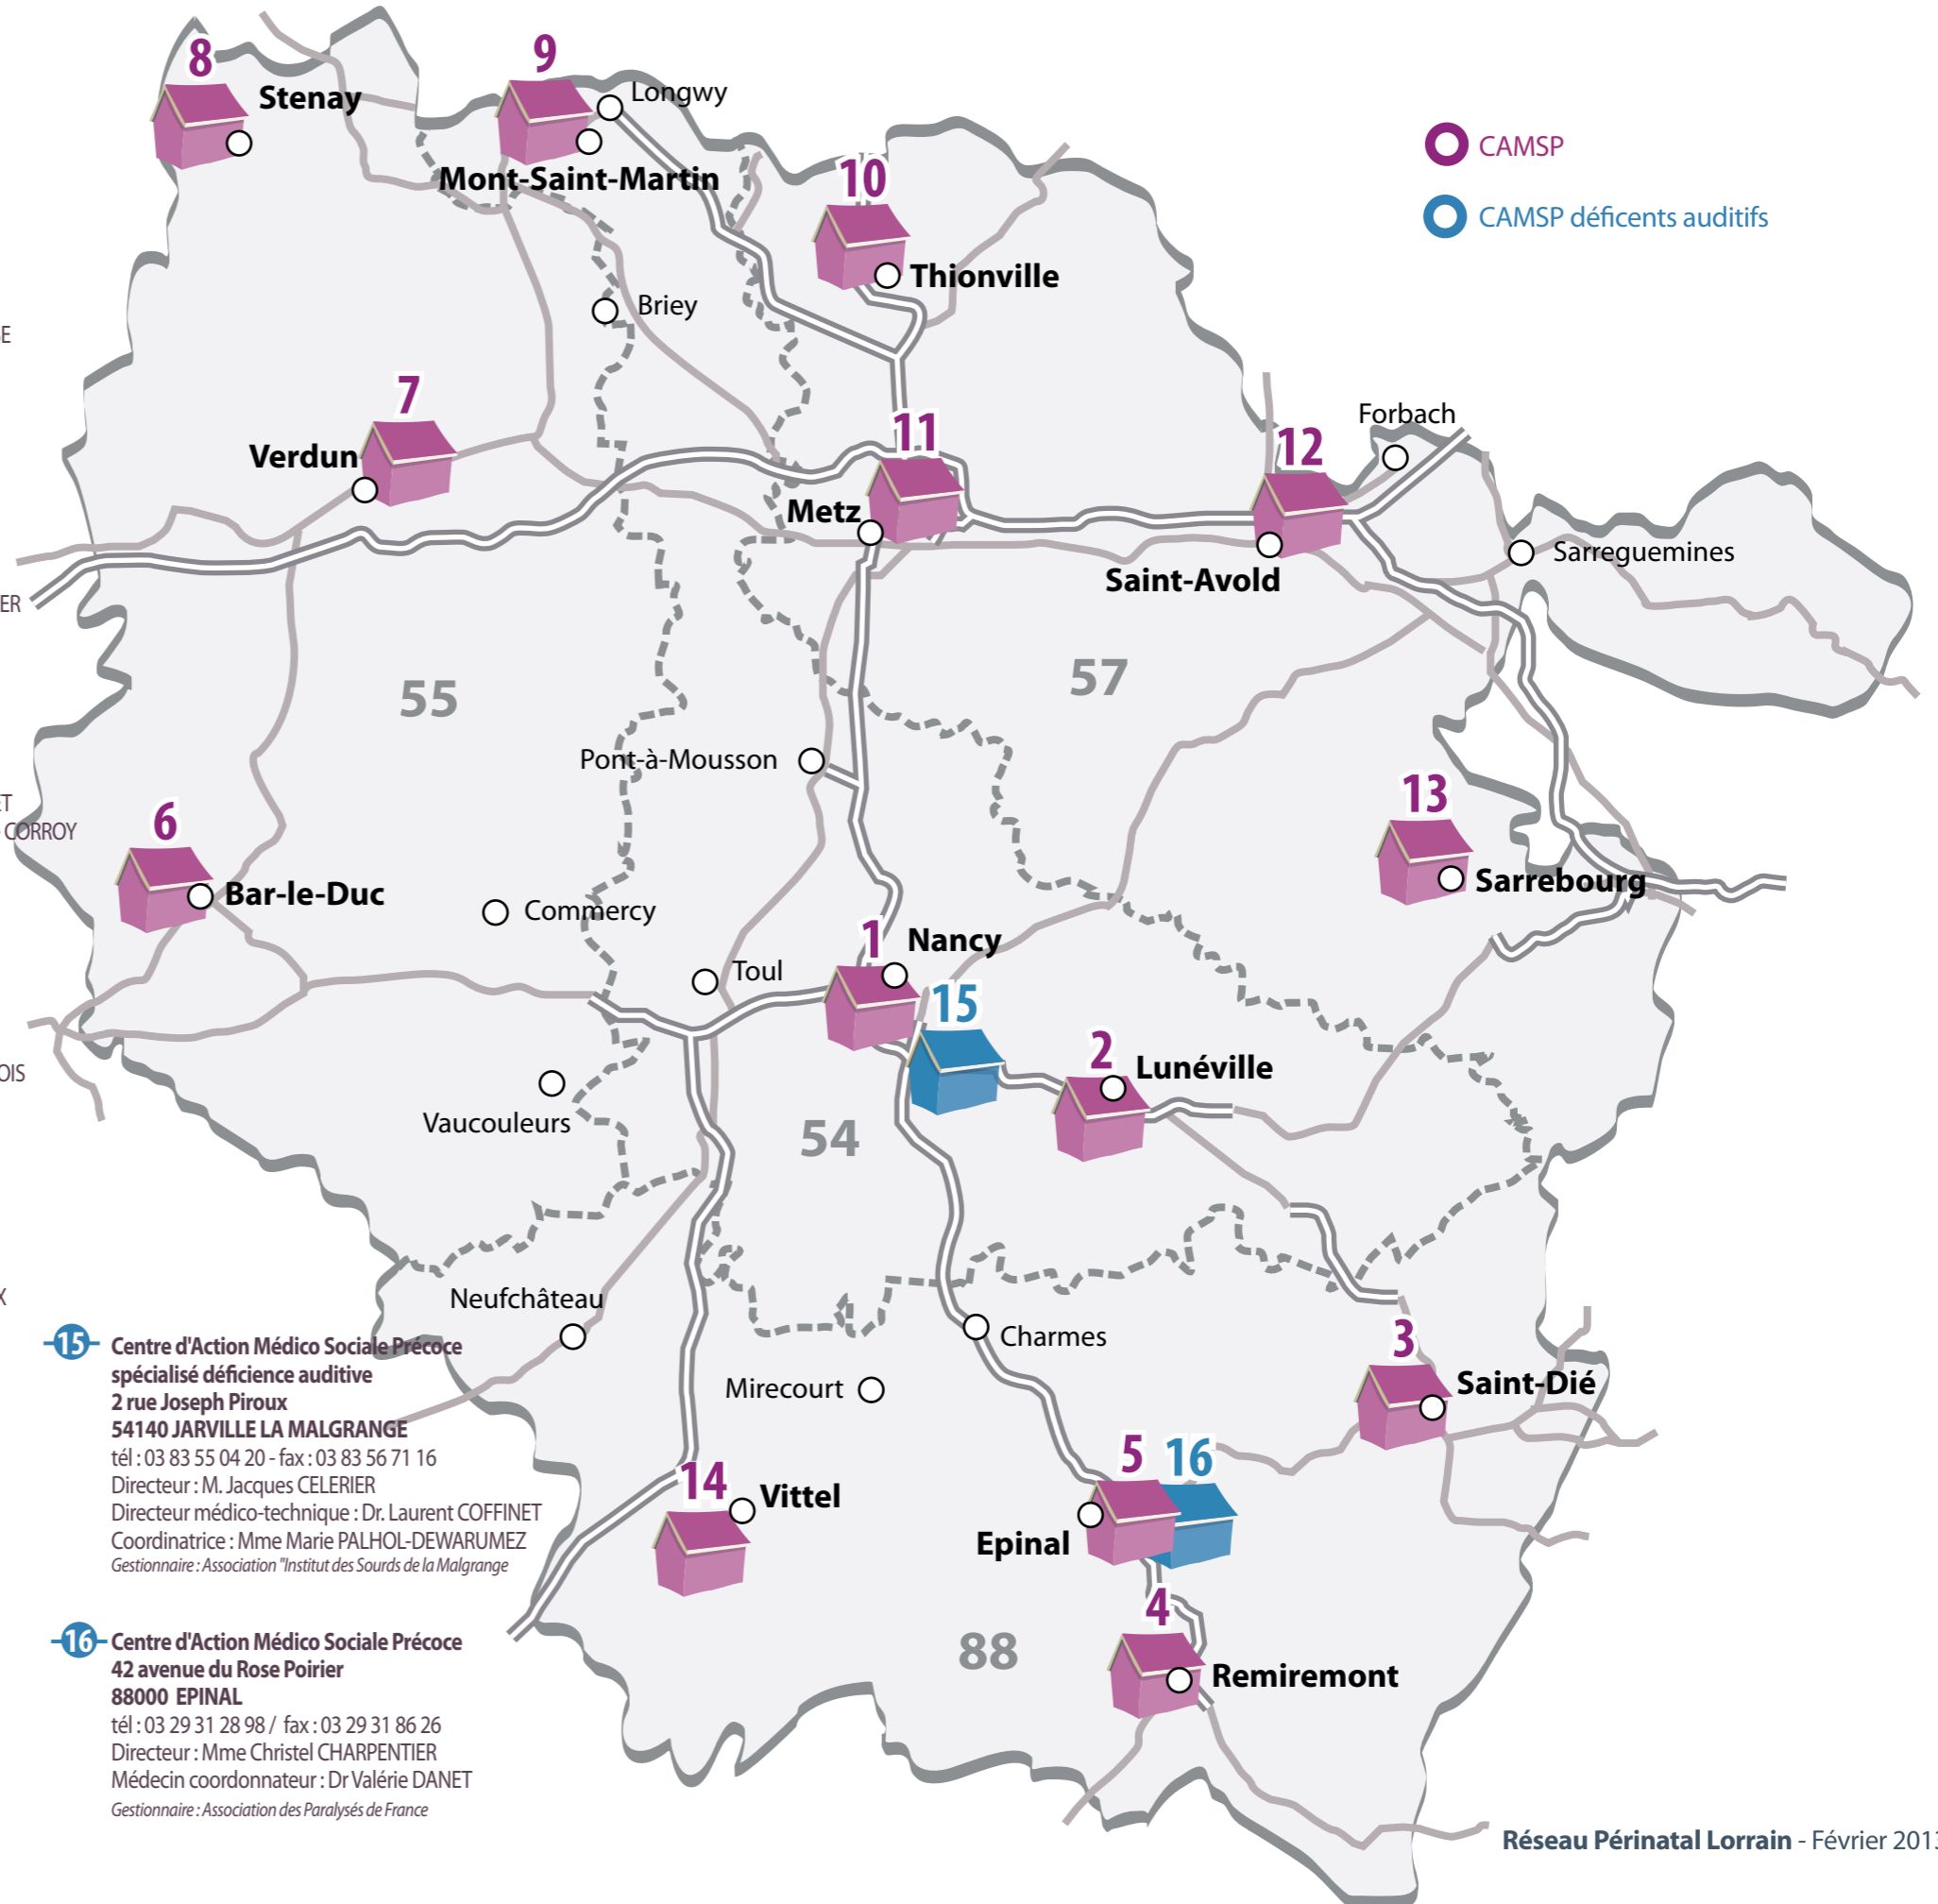 8
9
Stenay
Longwy
Mont-Saint-Martin
10
CAMSP
CAMSP déficents auditifs
Thionville
Briey
E
7
11
Forbach
12
Verdun
Metz
Sarreguemines
Saint-Avold
ER
55
57
Pont-à-Mousson
13
ET
CORROY
6
Bar-le-Duc
Sarrebourg
Commercy
1
Nancy
Toul
15
2
Lunéville
OIS
Vaucouleurs
54
X
Neufchâteau
Charmes
3
Saint-Dié
Mirecourt
15
Centre d'Action Médico Sociale Précoce
spécialisé déficience auditive
2 rue Joseph Piroux
54140 JARVILLE LA MALGRANGE
tél : 03 83 55 04 20 - fax : 03 83 56 71 16
Directeur : M. Jacques CELERIER
Directeur médico-technique : Dr. Laurent COFFINET
Coordinatrice : Mme Marie PALHOL-DEWARUMEZ
Gestionnaire : Association "Institut des Sourds de la Malgrange
14
Vittel
5
16
Epinal
4
88
Remiremont
16
Centre d'Action Médico Sociale Précoce
42 avenue du Rose Poirier
88000 EPINAL
tél : 03 29 31 28 98 / fax : 03 29 31 86 26
Directeur : Mme Christel CHARPENTIER
Médecin coordonnateur : Dr Valérie DANET
Gestionnaire : Association des Paralysés de France
Réseau Périnatal Lorrain - Février 2013